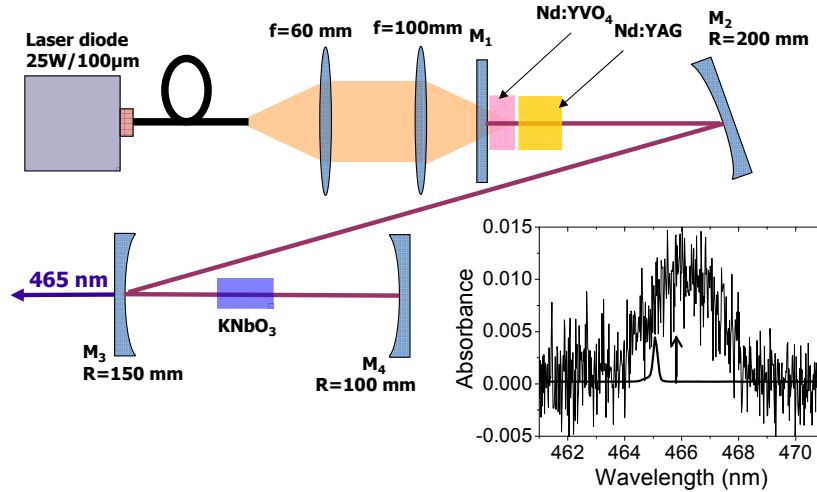 Laser diode
25W/100μm
f=60 mm
f=100mm
M₁
Nd:YVO₄
Nd:YAG
M₂
R=200 mm
465 nm
M₃
R=150 mm
KNbO₃
M₄
R=100 mm
Absorbance
0.015
0.010
0.005
0.000
-0.005
462 464 466 468 470
Wavelength (nm)